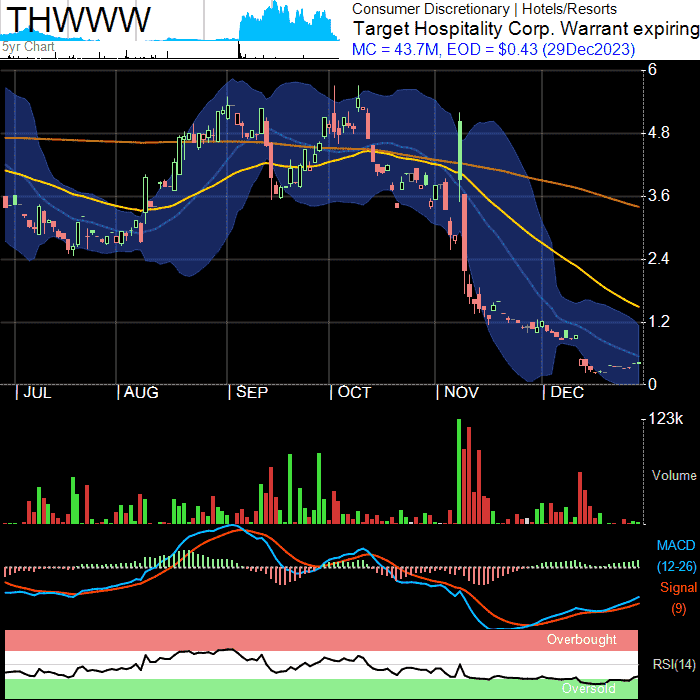 THWWW
5yr Chart
Consumer Discretionary | Hotels/Resorts
Target Hospitality Corp. Warrant expiring
MC = 43.7M, EOD = $0.43 (29Dec2023)
6
4.8
3.6
2.4
1.2
0
JUL AUG SEP OCT NOV DEC
123k
Volume
MACD
(12-26)
Signal
(9)
Overbought
RSI(14)
Oversold